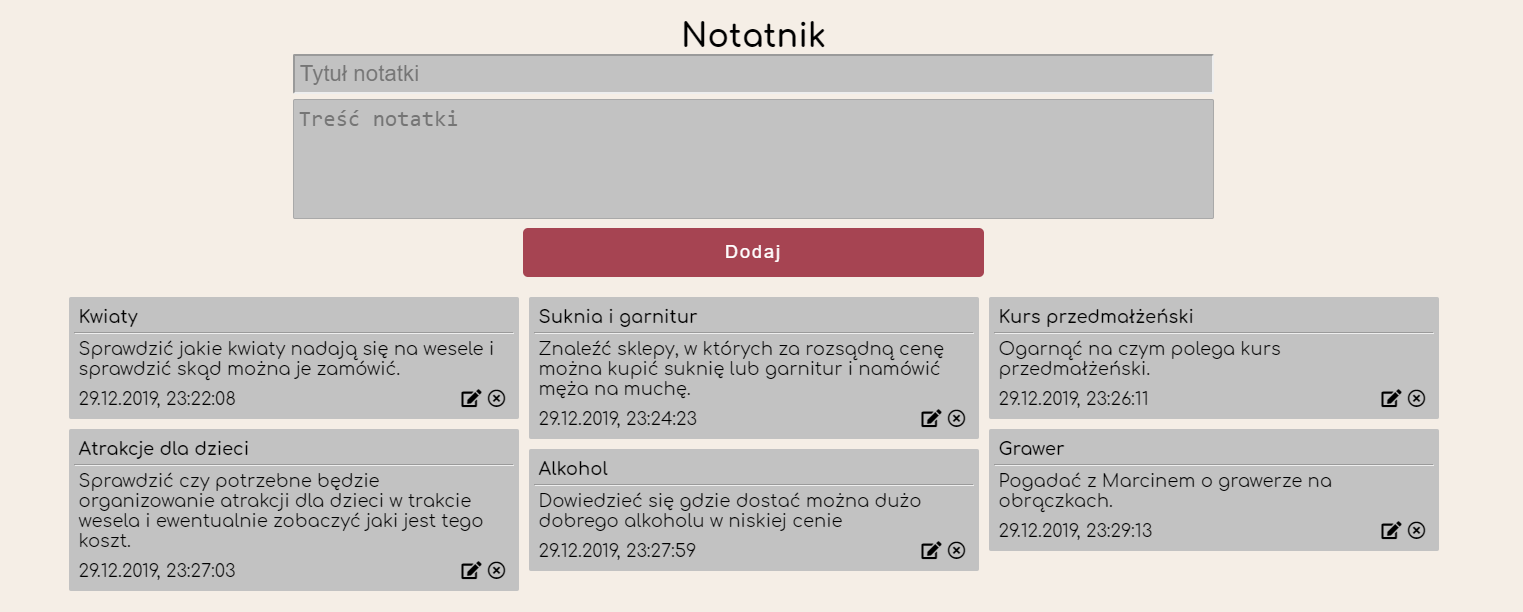 Notatnik
Tytuł notatki
Treść notatki
Dodaj
Kwiaty
Sprawdzić jakie kwiaty nadają się na wesele i
sprawdzić skąd można je zamówić.
29.12.2019, 23:22:08
Suknia i garnitur
Znaleźć sklepy, w których za rozsądną cenę
można kupić suknię lub garnitur i namówić
męża na muchę.
29.12.2019, 23:24:23
Kurs przedmałżeński
Ogarnąć na czym polega kurs
przedmałżeński.
29.12.2019, 23:26:11
Atrakcje dla dzieci
Sprawdzić czy potrzebne będzie
organizowanie atrakcji dla dzieci w trakcie
wesela i ewentualnie zobaczyć jaki jest tego
koszt.
29.12.2019, 23:27:03
Alkohol
Dowiedzieć się gdzie dostać można dużo
dobrego alkoholu w niskiej cenie
29.12.2019, 23:27:59
Grawer
Pogadać z Marcinem o grawerze na
obrączkach.
29.12.2019, 23:29:13